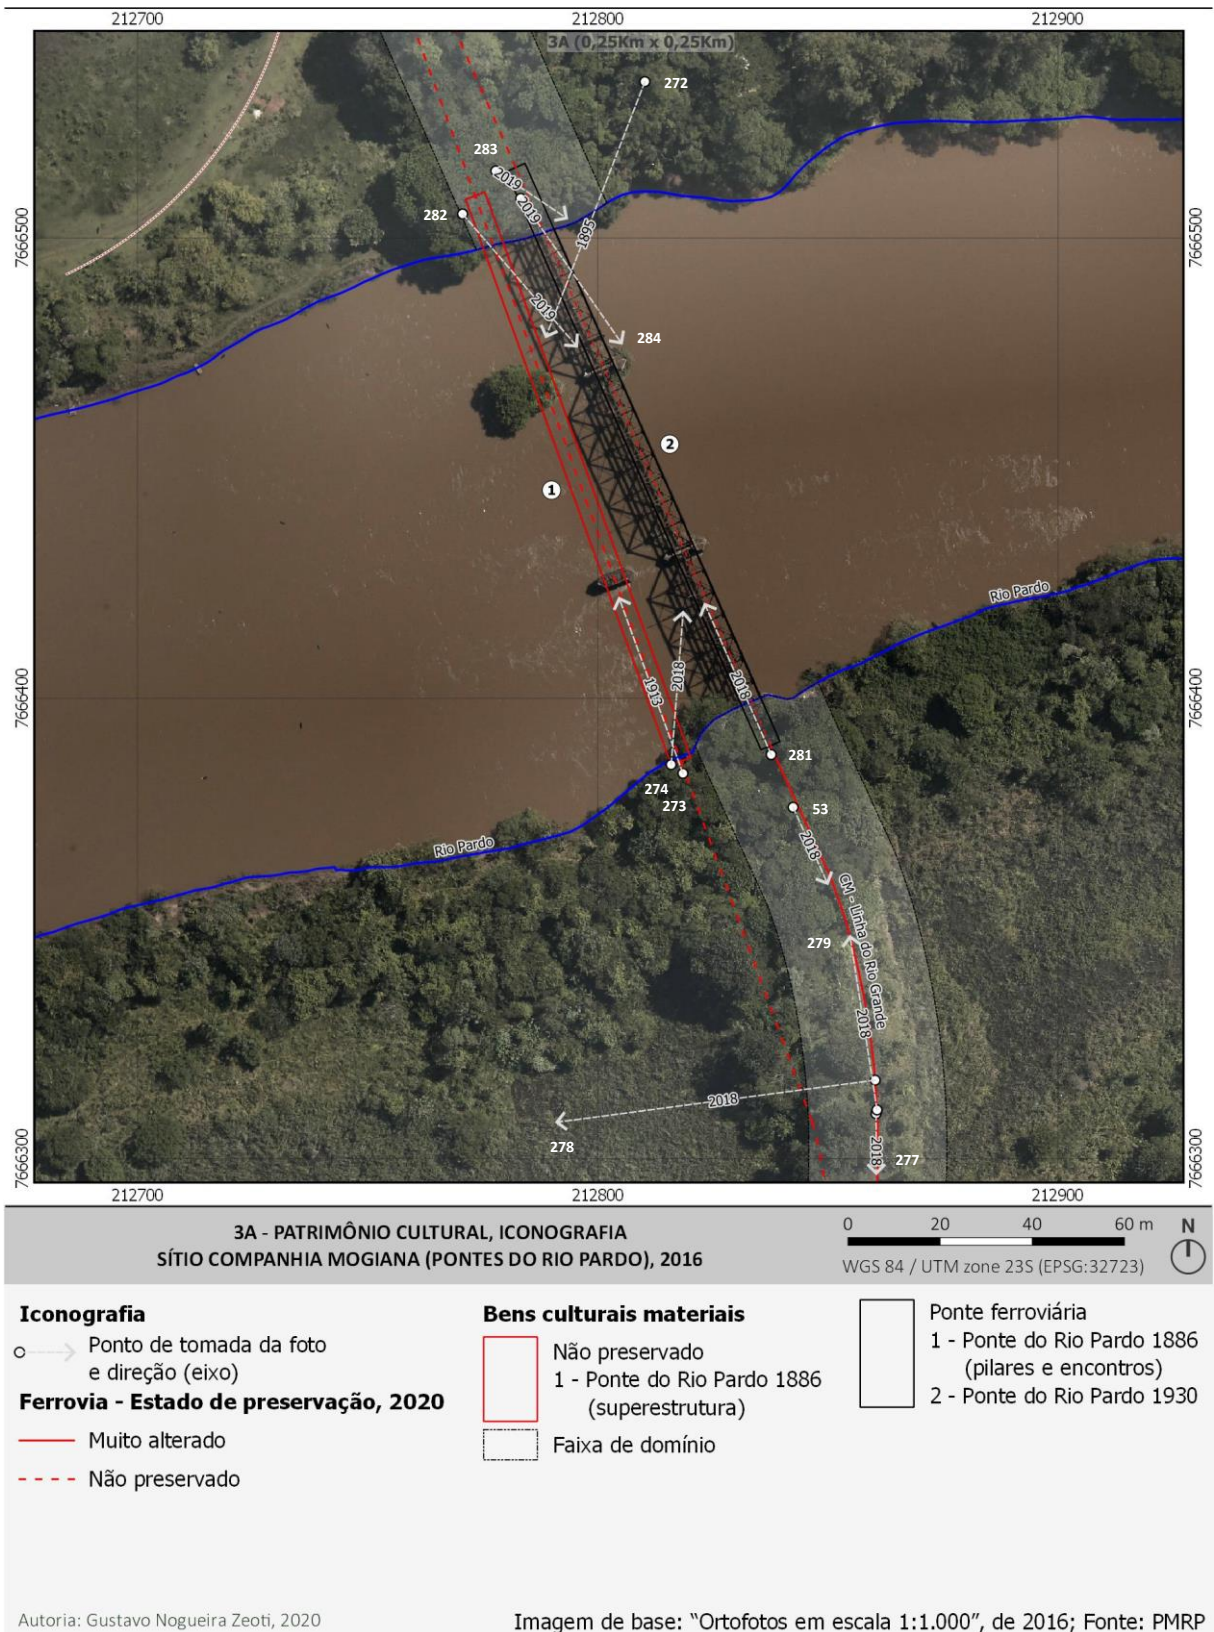 212700
212800
212900
3A (0,25Km x 0,25Km)
272
283
2019
282
2019
1895
7666500
7666500
2019
284
2
1
Rio Pardo
7666400
7666400
1913
2018
2018
281
274
273
53
Rio Pardo
2018
CM - Linha do Rio Grande
279
2018
2018
278
2018
277
7666300
7666300
212700
212800
212900
3A - PATRIMÔNIO CULTURAL, ICONOGRAFIA
SÍTIO COMPANHIA MOGIANA (PONTES DO RIO PARDO), 2016
0 20 40 60 m
N
WGS 84 / UTM zone 23S (EPSG:32723)
Iconografia
Ponto de tomada da foto
e direção (eixo)
Ferrovia - Estado de preservação, 2020
Muito alterado
Não preservado
Bens culturais materiais
Não preservado
1 - Ponte do Rio Pardo 1886
(superestrutura)
Faixa de domínio
Ponte ferroviária
1 - Ponte do Rio Pardo 1886
(pilares e encontros)
2 - Ponte do Rio Pardo 1930
Autoria: Gustavo Nogueira Zeoti, 2020
Imagem de base: “Ortofotos em escala 1:1.000”, de 2016; Fonte: PMRP